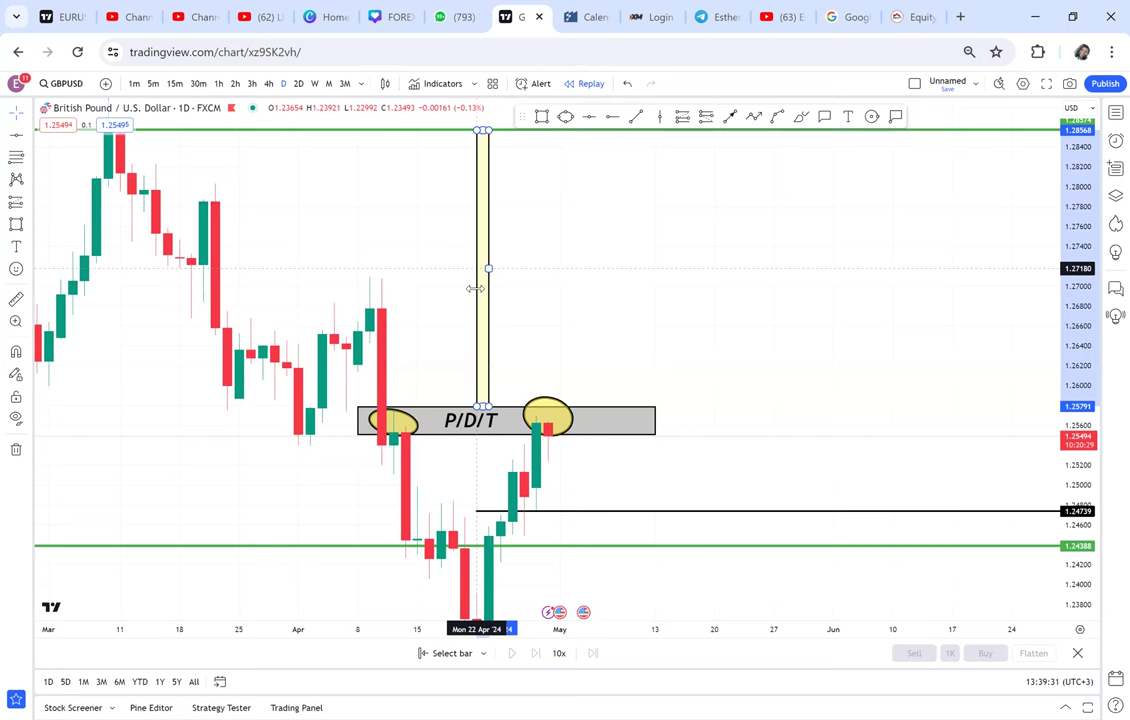 EURUS
Chann
Chann
(62) L
Home
FORE
(793)
G
Calen
Login
Esther
(63) E
Goog
Equity
tradingview.com/chart/xz9SK2vh/
E
11
GBPUSD
1m 5m 15m 30m 1h 2h 3h 4h D 2D W M 3M
Indicators
Alert
Replay
Unnamed
Save
Publish
British Pound / U.S. Dollar · 1D · FXCM
O1.23654 H1.23921 L1.22992 C1.23493 -0.00161 (-0.13%)
USD
1.25494 0.1 1.25495
1.28568
1.28400
1.28200
1.28000
1.27800
1.27600
1.27400
1.27180
1.27000
1.26800
1.26600
1.26400
1.26200
1.26000
1.25791
P/D/T
1.25600
1.25494
10:20:29
1.25200
1.25000
1.24739
1.24600
1.24388
1.24200
1.24000
1.23800
Mar 11 18 25 Apr 8 15 Mon 22 Apr '24 May 13 20 27 Jun 10 17 24
Select bar
10x
Sell 1K Buy Flatten
1D 5D 1M 3M 6M YTD 1Y 5Y All
13:39:31 (UTC+3)
Stock Screener Pine Editor Strategy Tester Trading Panel